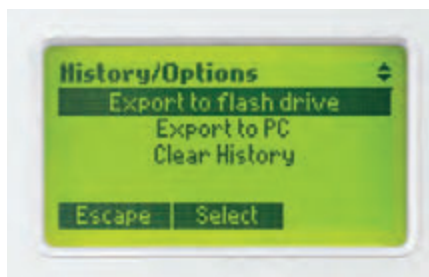 History/Options
Export to flash drive
Export to PC
Clear History
Escape Select